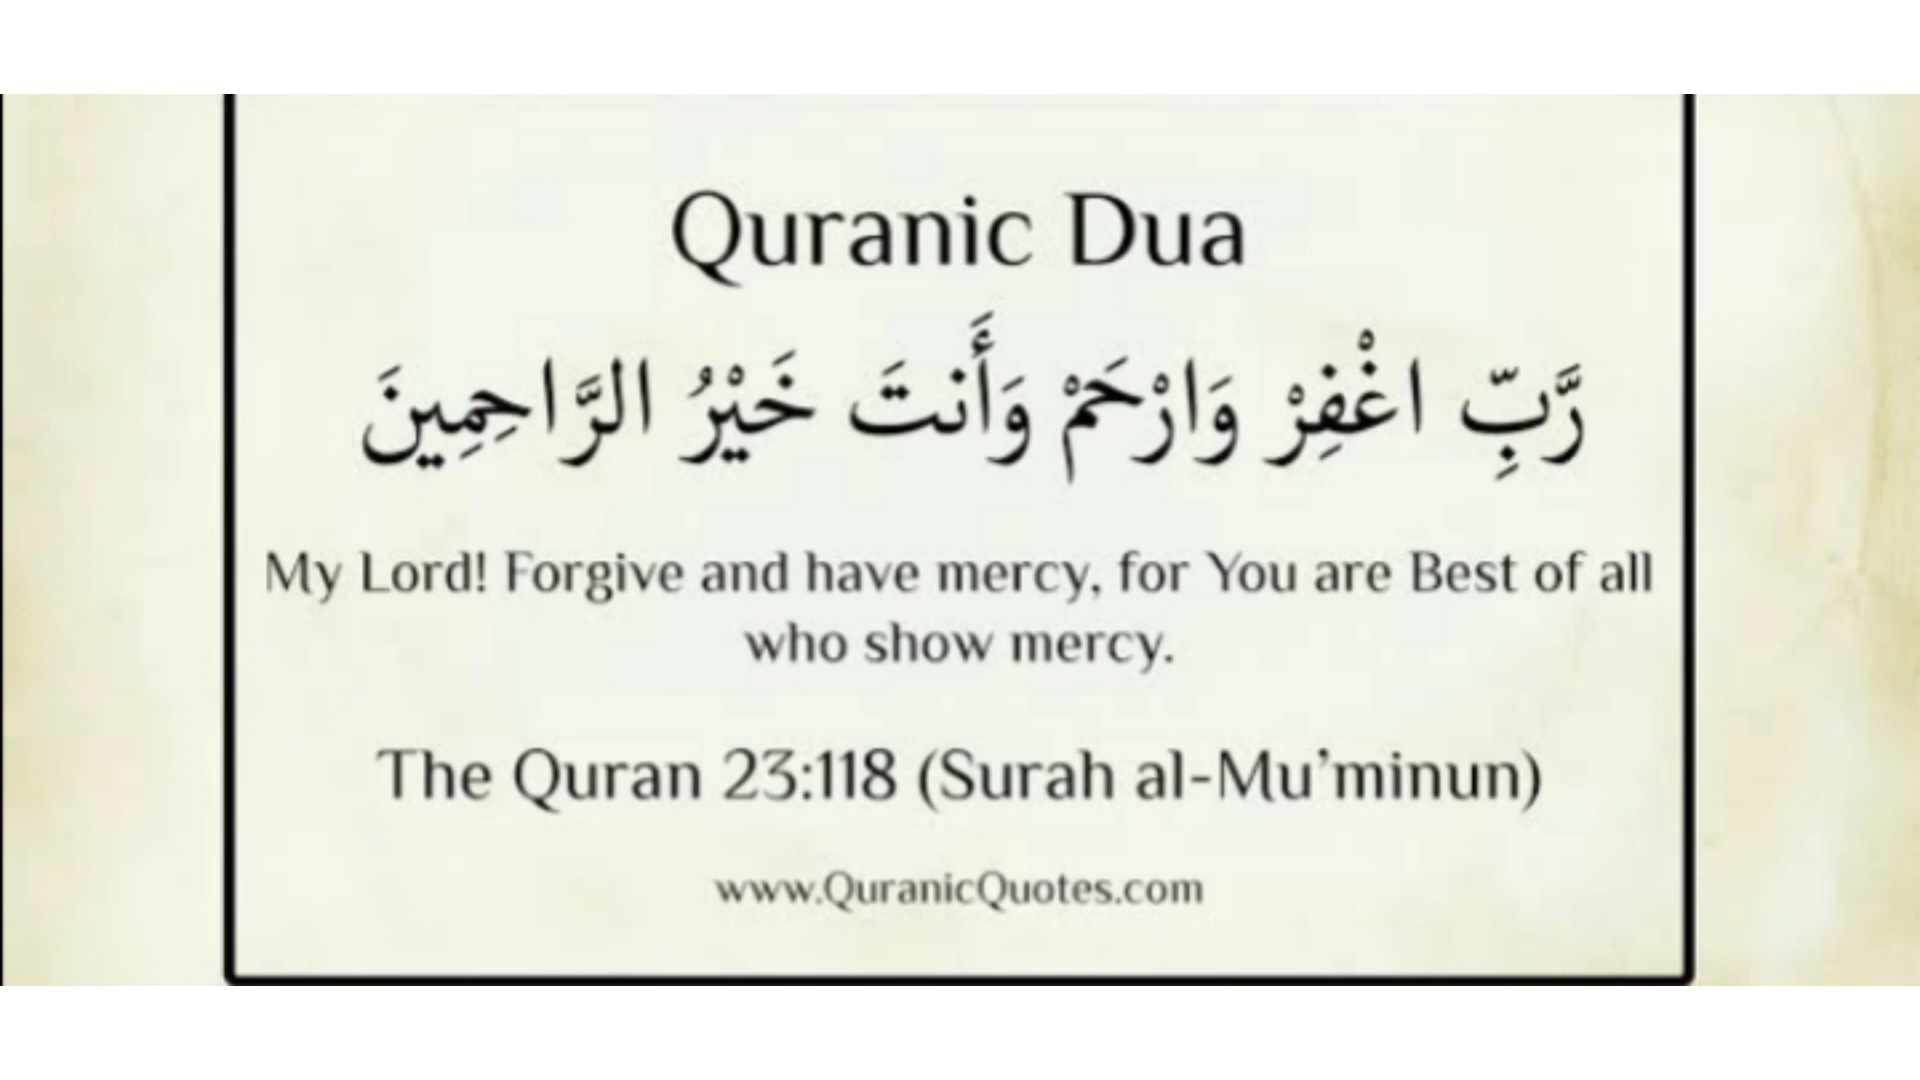 Quranic Dua
رَّبِّ اغْفِرْ وَارْحَمْ وَأَنتَ خَيْرُ الرَّاحِمِينَ
My Lord! Forgive and have mercy, for You are Best of all
who show mercy.
The Quran 23:118 (Surah al-Mu’minun)
www.QuranicQuotes.com